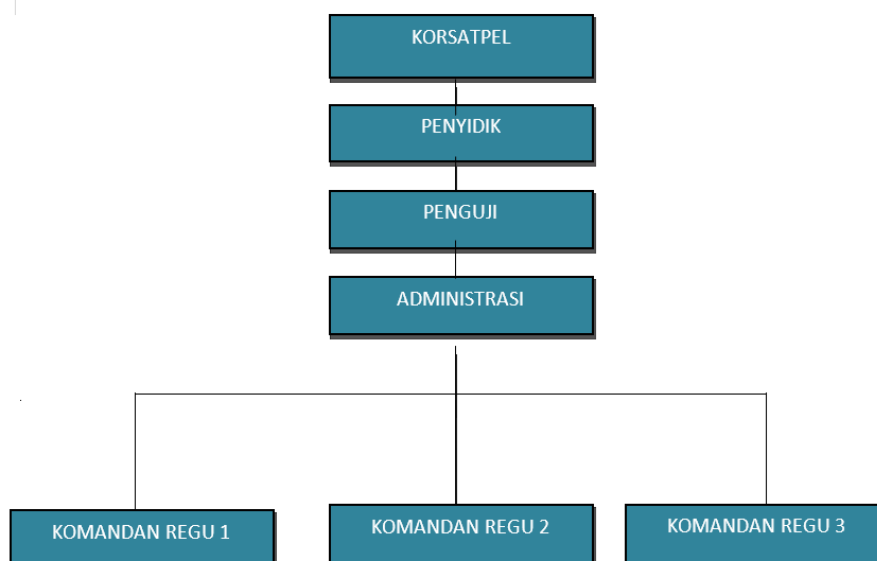 KORSATPEL
PENYIDIK
PENGUJI
ADMINISTRASI
KOMANDAN REGU 1
KOMANDAN REGU 2
KOMANDAN REGU 3